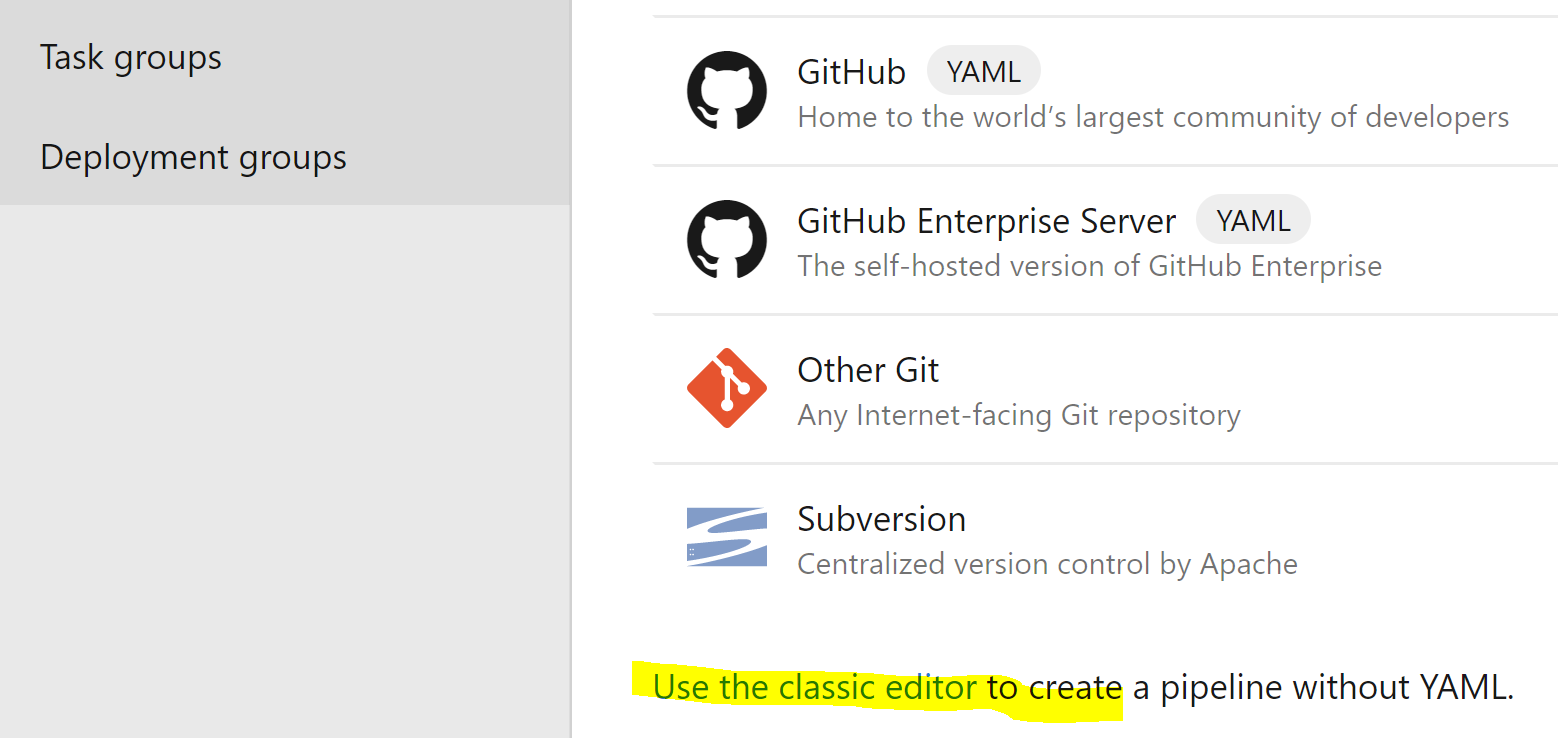 Task groups
Deployment groups
GitHub YAML
Home to the world’s largest community of developers
GitHub Enterprise Server YAML
The self-hosted version of GitHub Enterprise
Other Git
Any Internet-facing Git repository
Subversion
Centralized version control by Apache
Use the classic editor to create a pipeline without YAML.